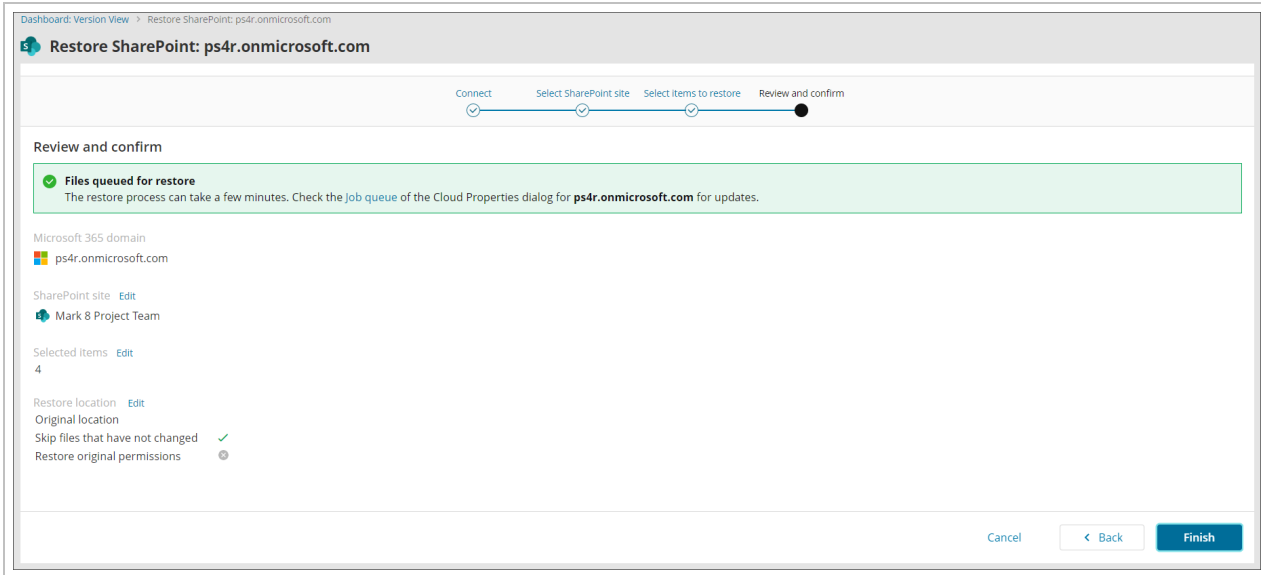 Dashboard: Version View > Restore SharePoint: ps4r.onmicrosoft.com
Restore SharePoint: ps4r.onmicrosoft.com
Connect Select SharePoint site Select items to restore Review and confirm
Review and confirm
Files queued for restore
The restore process can take a few minutes. Check the Job queue of the Cloud Properties dialog for ps4r.onmicrosoft.com for updates.
Microsoft 365 domain
ps4r.onmicrosoft.com
SharePoint site Edit
Mark 8 Project Team
Selected items Edit
4
Restore location Edit
Original location
Skip files that have not changed
Restore original permissions
Cancel < Back Finish